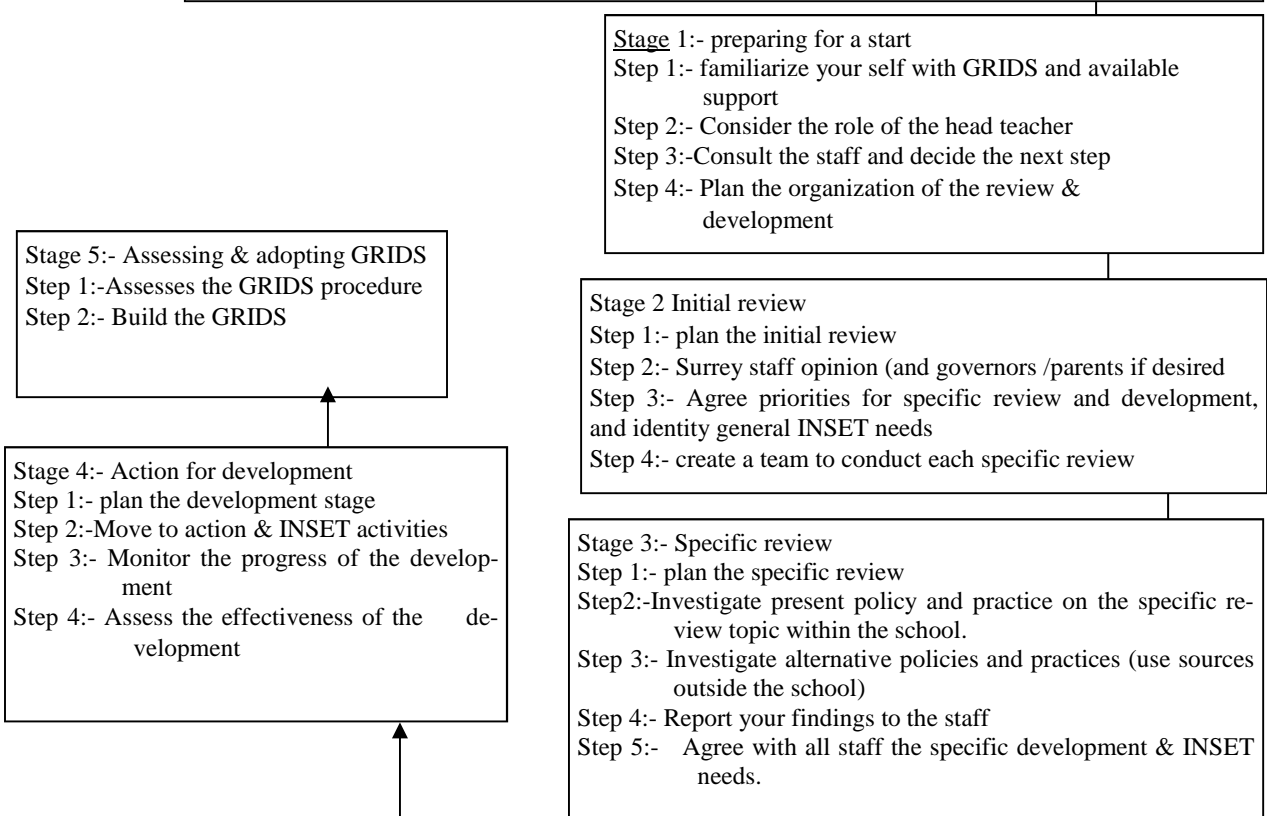 Stage 1:- preparing for a start
Step 1:- familiarize your self with GRIDS and available
support
Step 2:- Consider the role of the head teacher
Step 3:-Consult the staff and decide the next step
Step 4:- Plan the organization of the review &
development
Stage 2 Initial review
Step 1:- plan the initial review
Step 2:- Surrey staff opinion (and governors /parents if desired
Step 3:- Agree priorities for specific review and development,
and identity general INSET needs
Step 4:- create a team to conduct each specific review
Stage 3:- Specific review
Step 1:- plan the specific review
Step2:-Investigate present policy and practice on the specific re-
view topic within the school.
Step 3:- Investigate alternative policies and practices (use sources
outside the school)
Step 4:- Report your findings to the staff
Step 5:- Agree with all staff the specific development & INSET
needs.
Stage 4:- Action for development
Step 1:- plan the development stage
Step 2:-Move to action & INSET activities
Step 3:- Monitor the progress of the develop-
ment
Step 4:- Assess the effectiveness of the de-
velopment
Stage 5:- Assessing & adopting GRIDS
Step 1:-Assesses the GRIDS procedure
Step 2:- Build the GRIDS